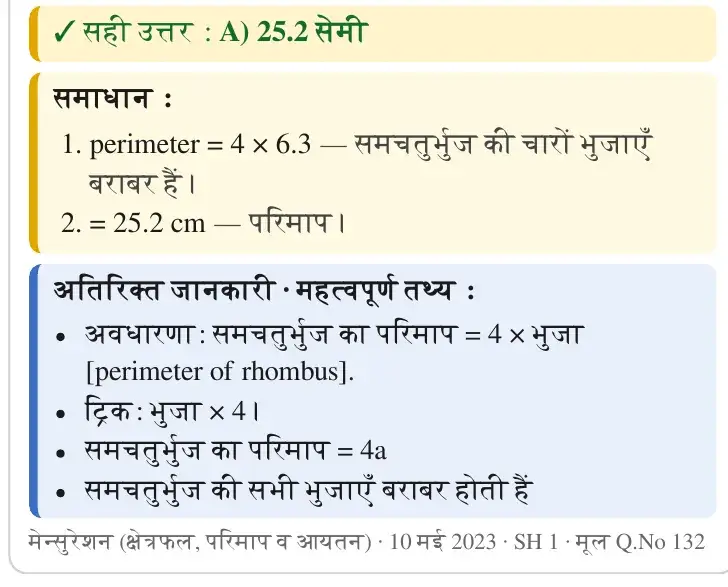 ✓ सही उत्तर : A) 25.2 सेमी
समाधान :
1. perimeter = 4 × 6.3 — समचतुर्भुज की चारों भुजाएँ
बराबर हैं।
2. = 25.2 cm — परिमाप।
अतिरिक्त जानकारी · महत्वपूर्ण तथ्य :
• अवधारणा : समचतुर्भुज का परिमाप = 4 × भुजा
[perimeter of rhombus].
• ट्रिक : भुजा × 4।
• समचतुर्भुज का परिमाप = 4a
• समचतुर्भुज की सभी भुजाएँ बराबर होती हैं
मेन्सुरेशन (क्षेत्रफल, परिमाप व आयतन) · 10 मई 2023 · SH 1 · मूल Q.No 132